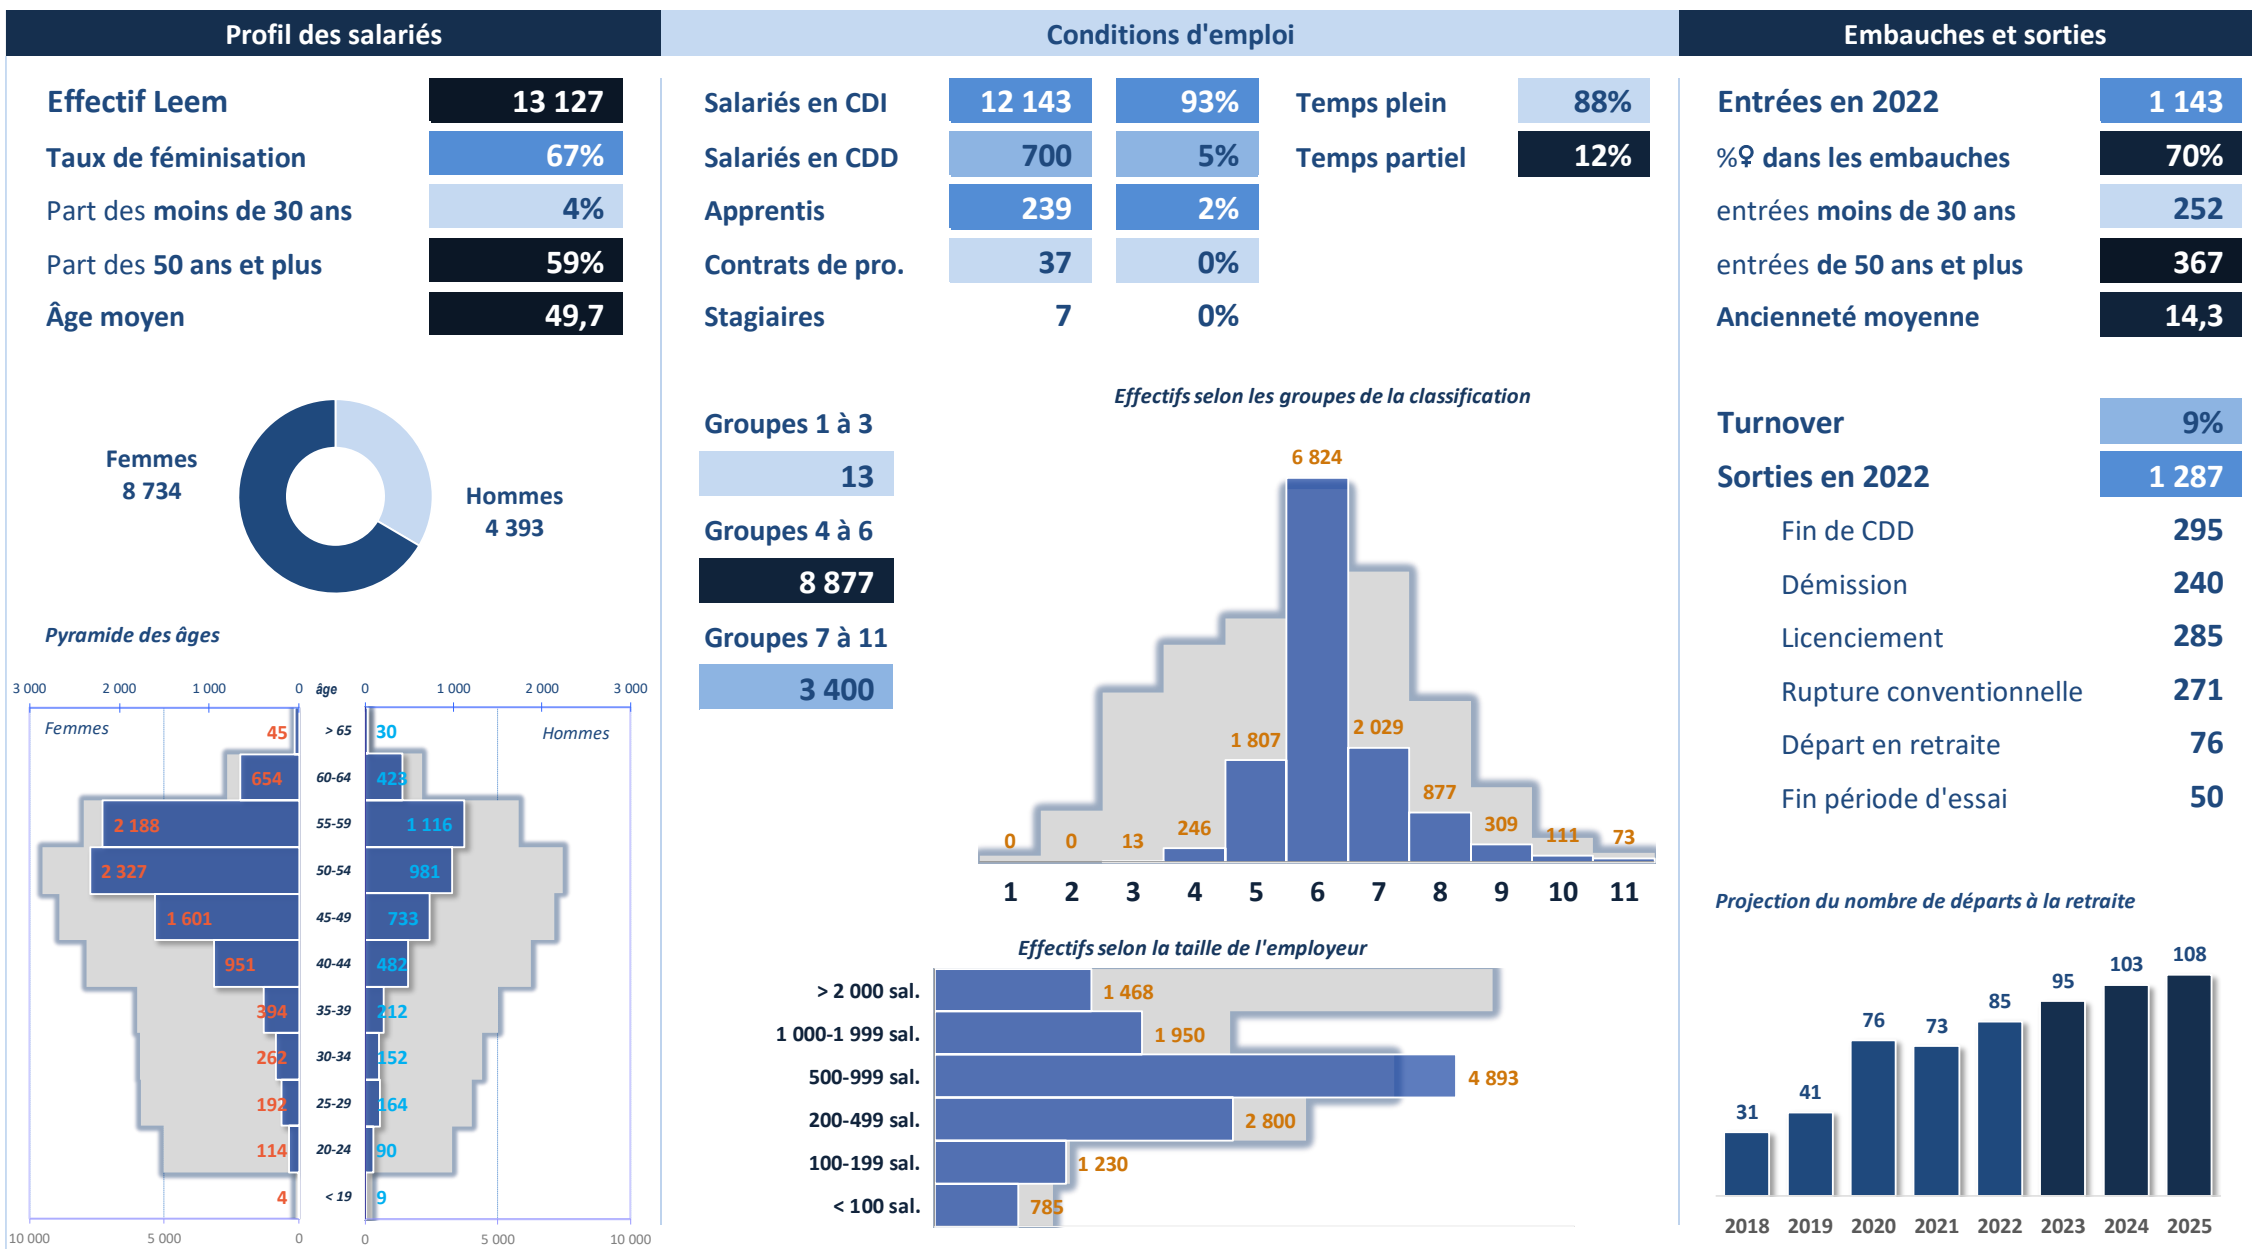 Profil des salariés
Effectif Leem 13 127
Taux de féminisation 67%
Part des moins de 30 ans 4%
Part des 50 ans et plus 59%
Âge moyen 49,7
Femmes
8 734
Hommes
4 393
Pyramide des âges
3 000 2 000 1 000 0 âge 0 1 000 2 000 3 000
Femmes Hommes
45 > 65 30
654 60-64 423
2 188 55-59 1 116
2 327 50-54 981
1 601 45-49 733
951 40-44 482
394 35-39 212
262 30-34 152
192 25-29 164
114 20-24 90
4 < 19 9
10 000 5 000 0 0 5 000 10 000
Conditions d'emploi
Salariés en CDI 12 143 93% Temps plein 88%
Salariés en CDD 700 5% Temps partiel 12%
Apprentis 239 2%
Contrats de pro. 37 0%
Stagiaires 7 0%
Groupes 1 à 3
13
Groupes 4 à 6
8 877
Groupes 7 à 11
3 400
Effectifs selon les groupes de la classification
0 0 13 246 1 807 6 824 2 029 877 309 111 73
1 2 3 4 5 6 7 8 9 10 11
Effectifs selon la taille de l'employeur
> 2 000 sal. 1 468
1 000-1 999 sal. 1 950
500-999 sal. 4 893
200-499 sal. 2 800
100-199 sal. 1 230
< 100 sal. 785
Embauches et sorties
Entrées en 2022 1 143
%♀ dans les embauches 70%
entrées moins de 30 ans 252
entrées de 50 ans et plus 367
Ancienneté moyenne 14,3
Turnover 9%
Sorties en 2022 1 287
Fin de CDD 295
Démission 240
Licenciement 285
Rupture conventionnelle 271
Départ en retraite 76
Fin période d'essai 50
Projection du nombre de départs à la retraite
31 41 76 73 85 95 103 108
2018 2019 2020 2021 2022 2023 2024 2025